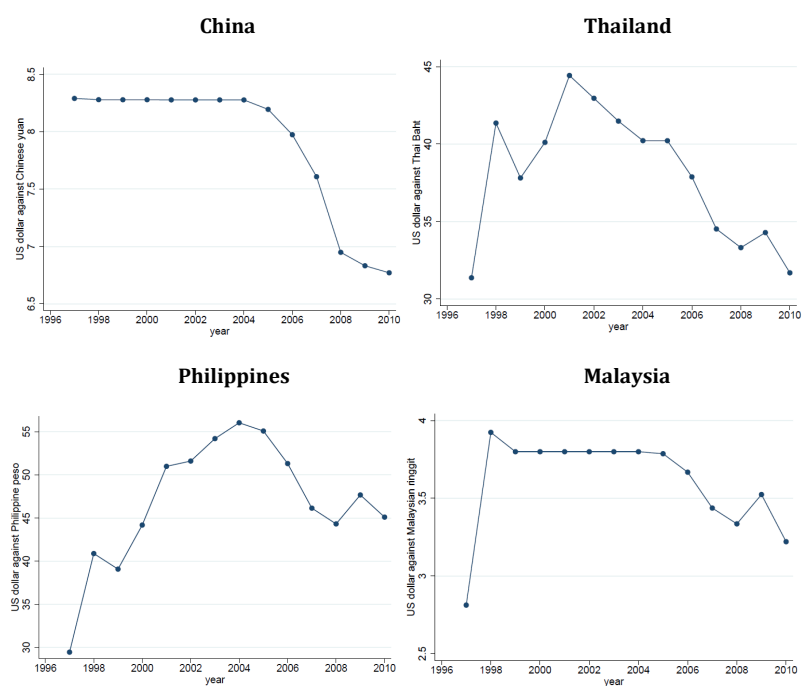 China
US dollar against Chinese yuan
8.5
8
7.5
7
6.5
1996 1998 2000 2002 2004 2006 2008 2010
year
Thailand
US dollar against Thai Baht
45
40
35
30
1996 1998 2000 2002 2004 2006 2008 2010
year
Philippines
US dollar against Philippine peso
55
50
45
40
35
30
1996 1998 2000 2002 2004 2006 2008 2010
year
Malaysia
US dollar against Malaysian ringgit
4
3.5
3
2.5
1996 1998 2000 2002 2004 2006 2008 2010
year